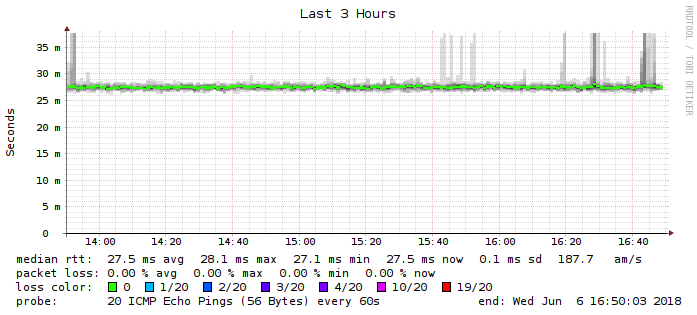 Last 3 Hours
RRDTOOL / TOBI OETIKER
Seconds
35 m
30 m
25 m
20 m
15 m
10 m
5 m
0
14:00 14:20 14:40 15:00 15:20 15:40 16:00 16:20 16:40
median rtt: 27.5 ms avg 28.1 ms max 27.1 ms min 27.5 ms now 0.1 ms sd 187.7 am/s
packet loss: 0.00 % avg 0.00 % max 0.00 % min 0.00 % now
loss color: 0 1/20 2/20 3/20 4/20 10/20 19/20
probe: 20 ICMP Echo Pings (56 Bytes) every 60s end: Wed Jun 6 16:50:03 2018